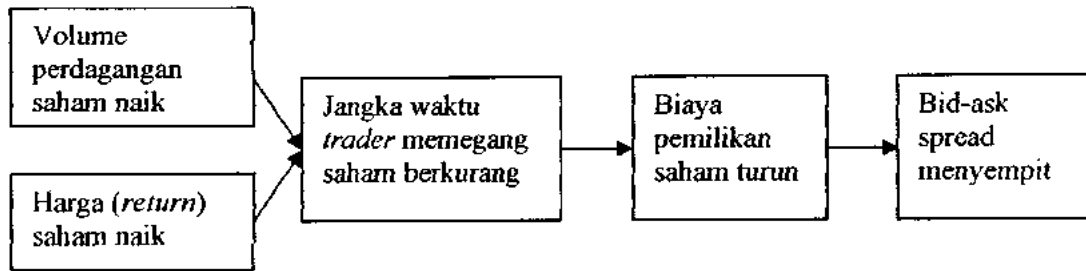 Volume
perdagangan
saham naik
Harga (return)
saham naik
Jangka waktu
trader memegang
saham berkurang
Biaya
pemilikan
saham turun
Bid-ask
spread
menyempit